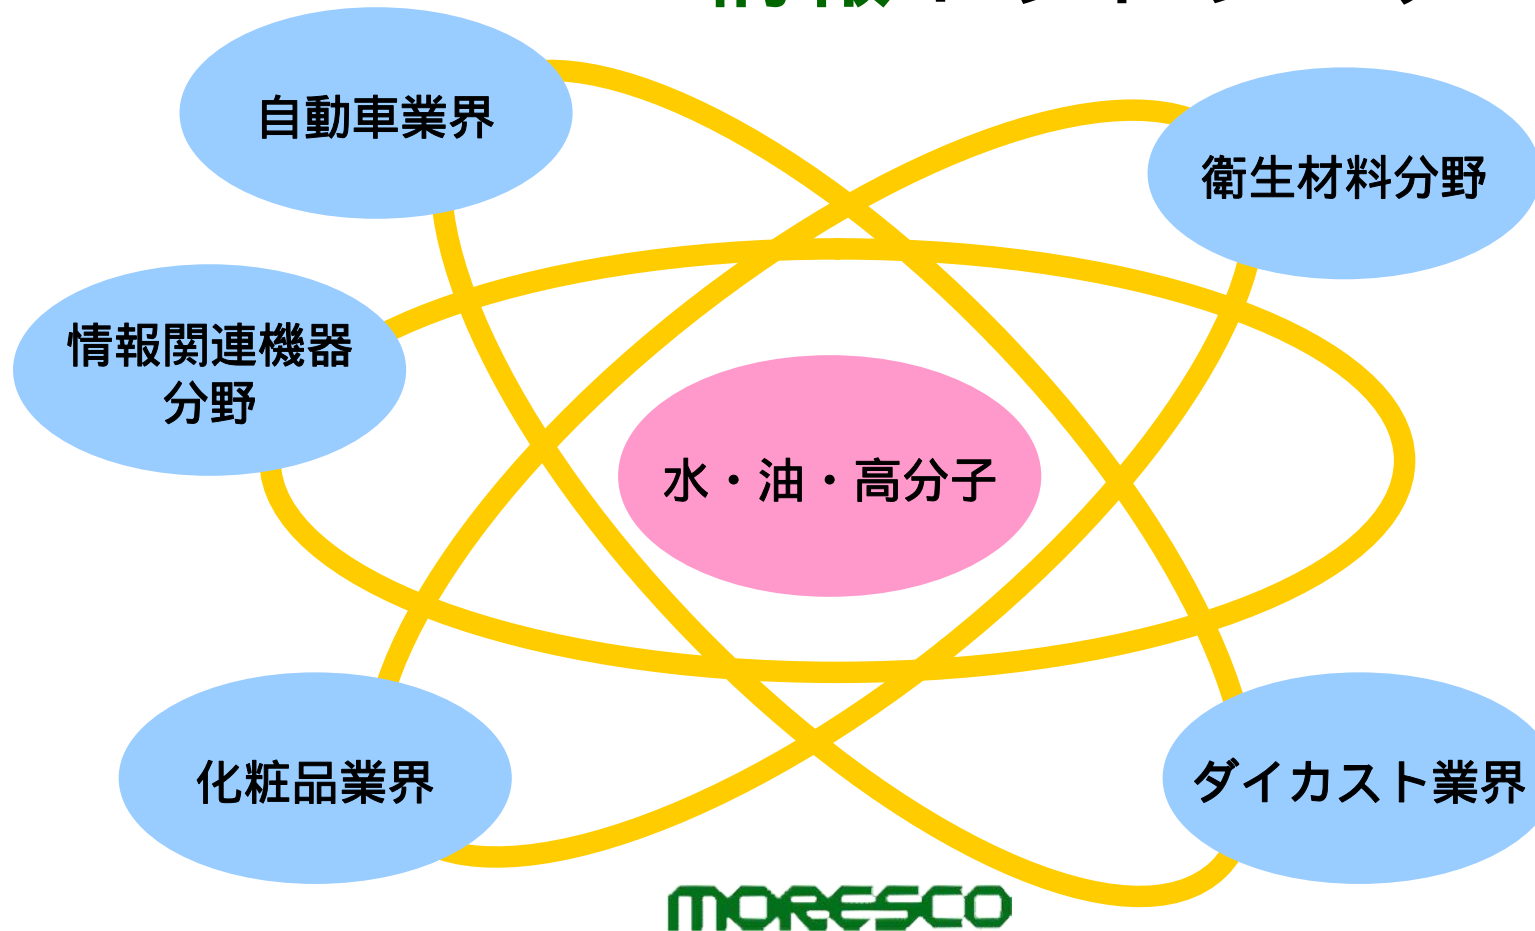 自動車業界
衛生材料分野
情報関連機器
分野
水・油・高分子
化粧品業界
ダイカスト業界
MORESCO